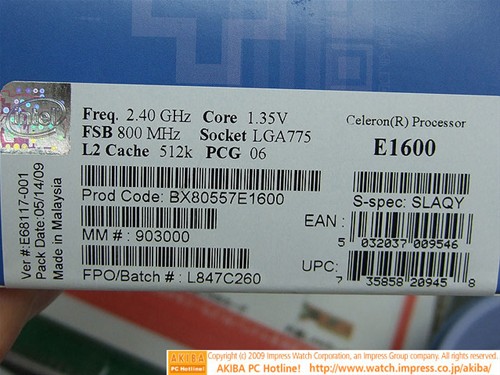 intel
Freq. 2.40 GHz Core 1.35V
FSB 800 MHz Socket LGA775
L2 Cache 512k PCG 06
Celeron(R) Processor
E1600
Prod Code: BX80557E1600
MM # : 903000
FPO/Batch # : L847C260
S-spec: SLAQY
EAN :
5 032037 009546
UPC:
7 35858 20945 8
Ver #:E68117-001
Pack Date:05/14/09
Made in Malaysia
AKIBA
PC Hotline!
Copyright (c) 2009 Impress Watch Corporation, an Impress Group company. All rights reserved.
AKIBA PC Hotline! http://www.watch.impress.co.jp/akiba/